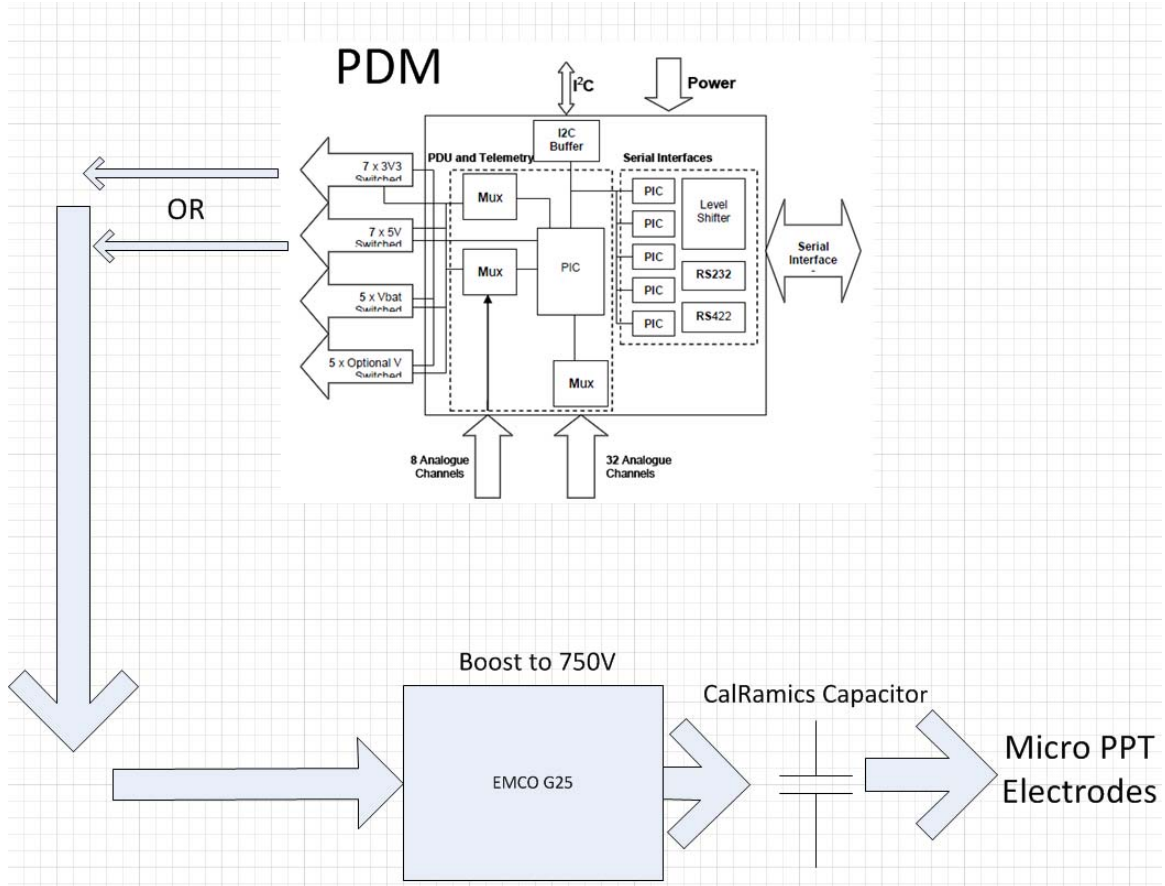 PDM
I²C
Power
I2C
Buffer
PDU and Telemetry
Serial Interfaces
7 x 3V3
Switched
OR
7 x 5V
Switched
5 x Vbat
Switched
5 x Optional V
Switched
Mux
Mux
PIC
Mux
PIC
PIC
PIC
PIC
PIC
Level
Shifter
RS232
RS422
Serial
Interface
-
8 Analogue
Channels
32 Analogue
Channels
Boost to 750V
EMCO G25
CalRamics Capacitor
Micro PPT
Electrodes